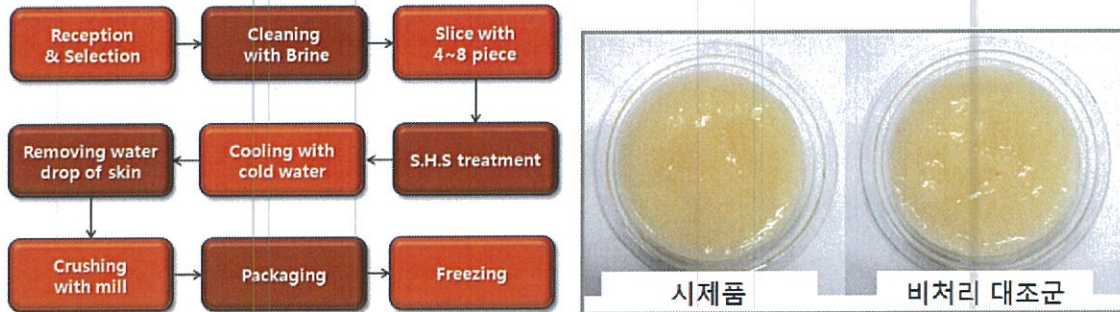 Reception
& Selection
Cleaning
with Brine
Slice with
4~8 piece
Removing water
drop of skin
Cooling with
cold water
S.H.S treatment
Crushing
with mill
Packaging
Freezing
시제품
비처리 대조군